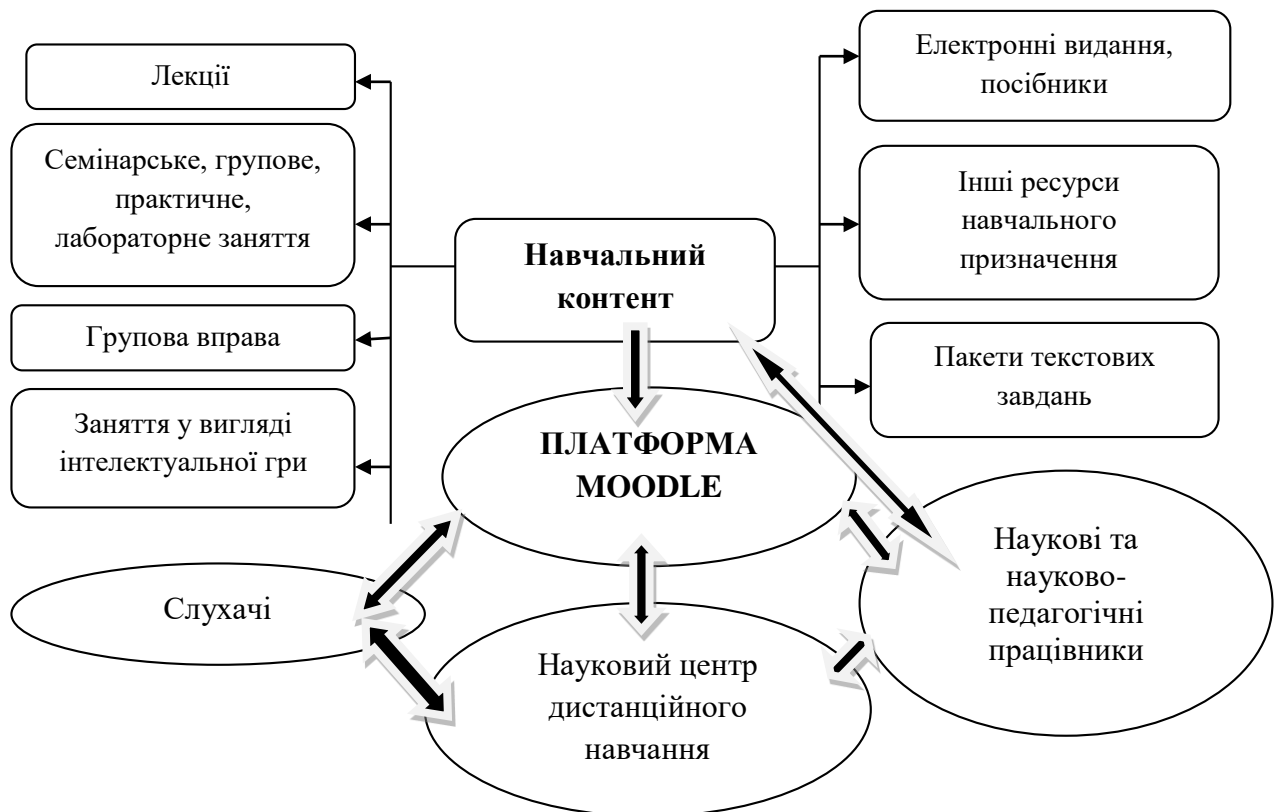 Лекції
Семінарське, групове,
практичне,
лабораторне заняття
Групова вправа
Заняття у вигляді
інтелектуальної гри
Навчальний
контент
Електронні видання,
посібники
Інші ресурси
навчального
призначення
Пакети текстових
завдань
ПЛАТФОРМА
MOODLE
Слухачі
Науковий центр
дистанційного
навчання
Наукові та
науково-
педагогічні
працівники